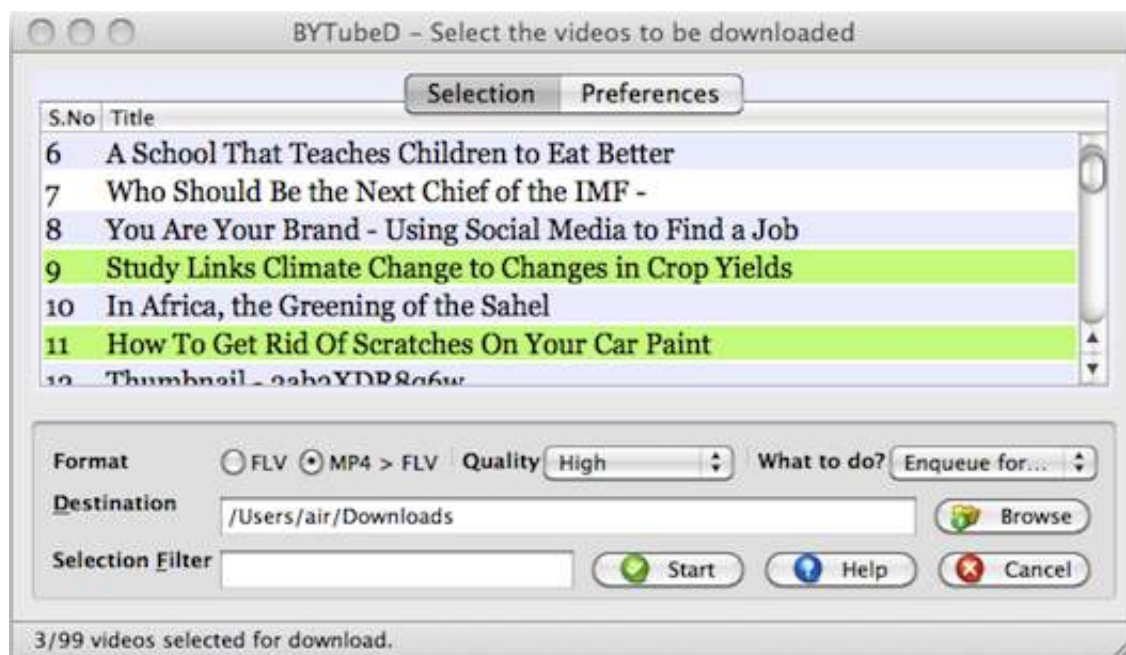 BYTubeD – Select the videos to be downloaded
Selection Preferences
S.No Title
6 A School That Teaches Children to Eat Better
7 Who Should Be the Next Chief of the IMF -
8 You Are Your Brand - Using Social Media to Find a Job
9 Study Links Climate Change to Changes in Crop Yields
10 In Africa, the Greening of the Sahel
11 How To Get Rid Of Scratches On Your Car Paint
12 Thumbnail -
Format FLV MP4 > FLV Quality High What to do? Enqueue for...
Destination /Users/air/Downloads Browse
Selection Filter Start Help Cancel
3/99 videos selected for download.